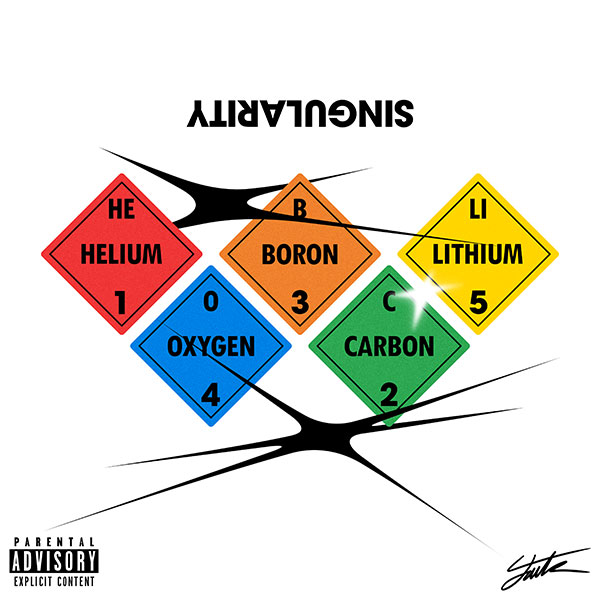 SINGULARITY
HE
HELIUM
1
B
BORON
3
LI
LITHIUM
5
O
OXYGEN
4
C
CARBON
2
PARENTAL
ADVISORY
EXPLICIT CONTENT